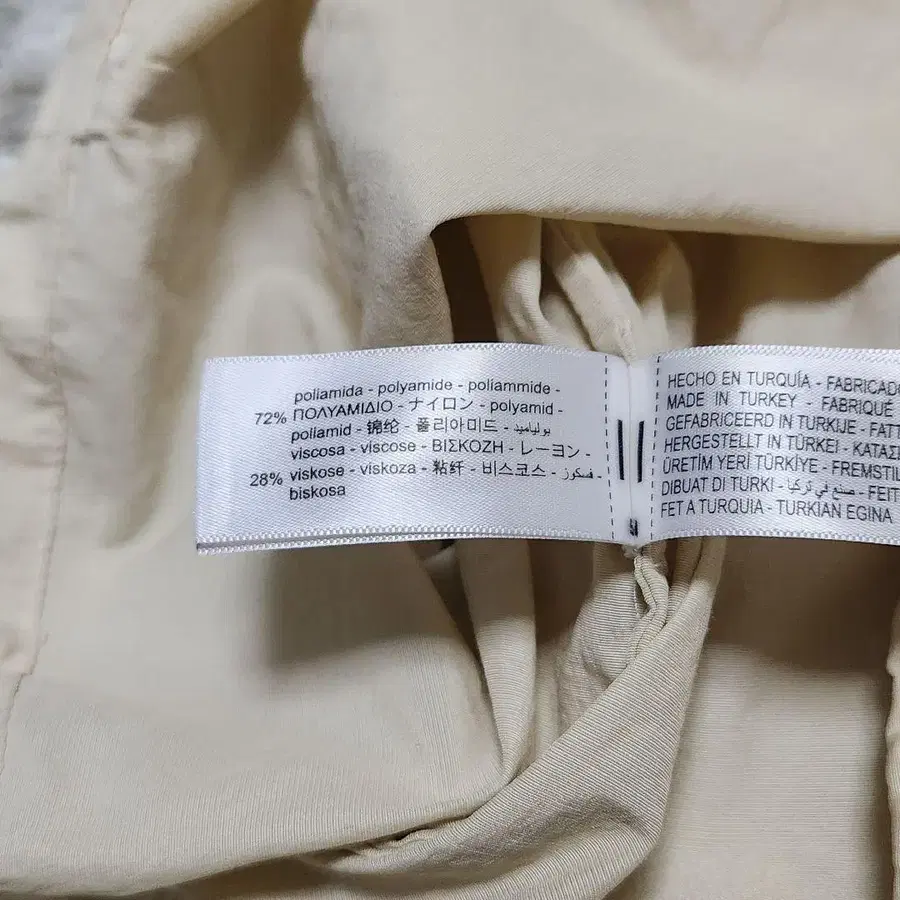 poliamida - polyamide - poliammide -
72% ΠΟΛΥΑΜΙΔΙΟ - ナイロン - polyamid -
poliamid - 锦纶 - 폴리아미드 - بولياميد
viscosa - viscose - ΒΙΣΚΟΖΗ - レーヨン -
28% viskose - viskoza - 粘纤 - 비스코스 - فسكوز -
biskosa
HECHO EN TURQUÍA - FABRICADO
MADE IN TURKEY - FABRIQUÉ
GEFABRICEERD IN TURKIJE - FATT
HERGESTELLT IN TÜRKEI - ΚΑΤΑΣ
ÜRETİM YERİ TÜRKİYE - FREMSTIL
DIBUAT DI TURKI - صنع في تركيا - FEIT
FET A TURQUIA - TURKIAN EGINA